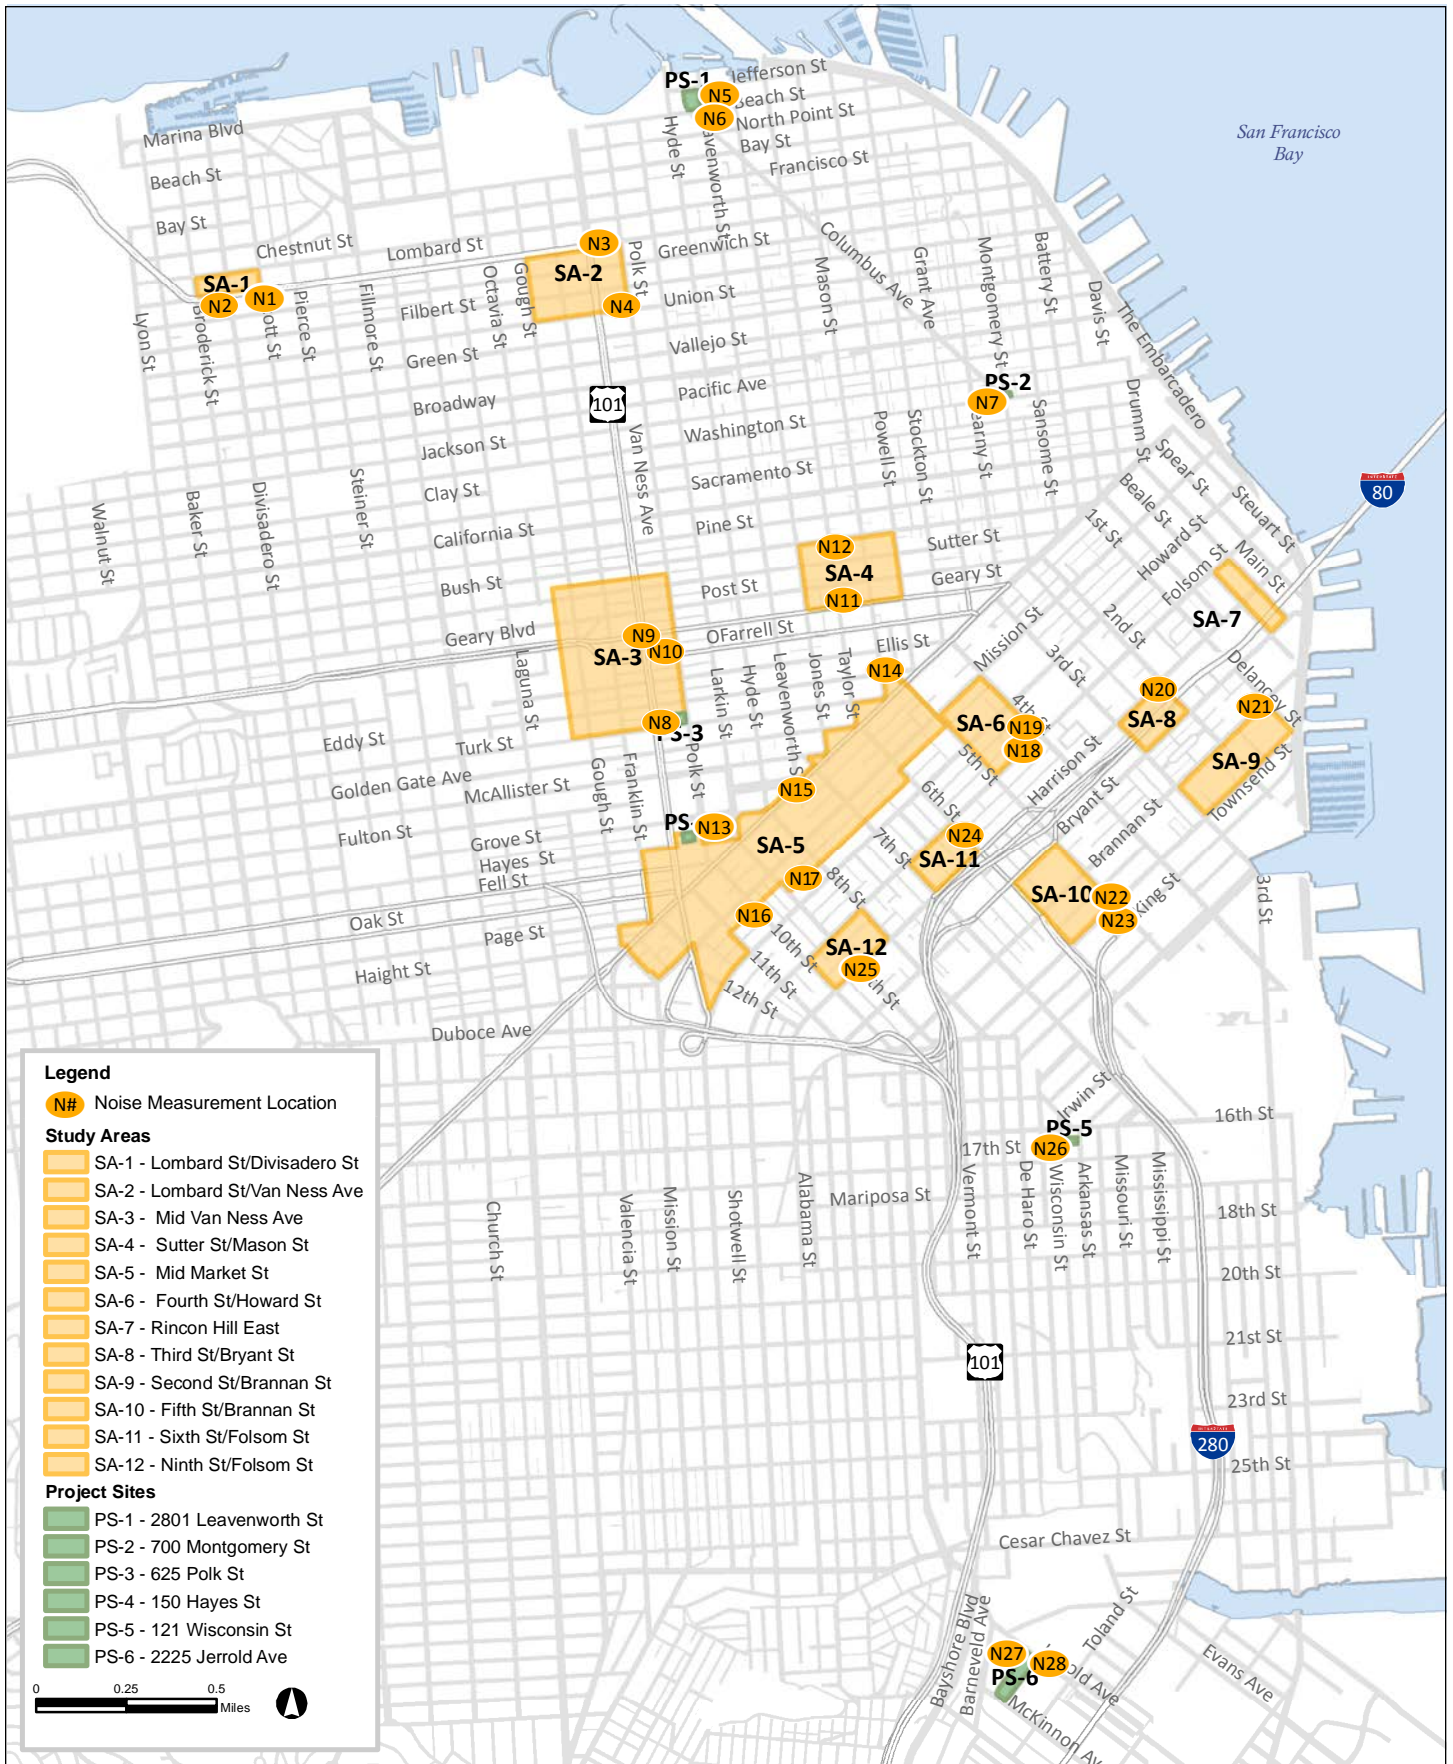 PS-1
Jefferson St
N5
Beach St
N6
North Point St
Marina Blvd
Hyde St
Bay St
San Francisco
Bay
Francisco St
Beach St
Bay St
Chestnut St
Lombard St
N3
Polk St
Greenwich St
Columbus Ave
Grant Ave
Montgomery St
Battery St
Mason St
SA-1
N2
N1
SA-2
N4
Gough St
Octavia St
Filbert St
Union St
Davis St
The Embarcadero
Lyon St
Broderick St
Pierce St
Fillmore St
Green St
Vallejo St
Broadway
101
Pacific Ave
PS-2
N7
Drumm St
Jackson St
Van Ness Ave
Washington St
Powell St
Stockton St
Sansome St
Spear St
Clay St
Sacramento St
Beale St
Steuart St
80
Walnut St
Baker St
Divisadero St
Steiner St
California St
Pine St
N12
Sutter St
1st St
Howard St
Main St
Bush St
Post St
SA-4
Geary St
Folsom St
N11
SA-7
Geary Blvd
N9
N10
SA-3
OFarrell St
Ellis St
Mission St
2nd St
3rd St
Delancey St
Laguna St
Larkin St
Hyde St
Leavenworth St
Jones St
Taylor St
N14
N20
N21
N8
PS-3
SA-6
4th St
N19
N18
SA-8
SA-9
Eddy St
Turk St
Golden Gate Ave
McAllister St
Gough St
Franklin St
Polk St
N15
5th St
6th St
Harrison St
Bryant St
Townsend St
Fulton St
Grove St
Hayes St
Fell St
N13
SA-5
7th St
N24
SA-11
Brannan St
N17
8th St
SA-10
N22
N23
King St
3rd St
Oak St
Page St
N16
10th St
SA-12
N25
Haight St
11th St
12th St
Duboce Ave
Irwin St
16th St
PS-5
17th St
N26
Church St
Valencia St
Mission St
Shotwell St
Alabama St
Mariposa St
Vermont St
De Haro St
Wisconsin St
Arkansas St
Missouri St
Mississippi St
18th St
20th St
21st St
101
23rd St
280
25th St
Cesar Chavez St
Bayshore Blvd
Barneveld Ave
Toland St
N27
N28
PS-6
McKinnon
Evans Ave
Legend
N# Noise Measurement Location
Study Areas
SA-1 - Lombard St/Divisadero St
SA-2 - Lombard St/Van Ness Ave
SA-3 - Mid Van Ness Ave
SA-4 - Sutter St/Mason St
SA-5 - Mid Market St
SA-6 - Fourth St/Howard St
SA-7 - Rincon Hill East
SA-8 - Third St/Bryant St
SA-9 - Second St/Brannan St
SA-10 - Fifth St/Brannan St
SA-11 - Sixth St/Folsom St
SA-12 - Ninth St/Folsom St
Project Sites
PS-1 - 2801 Leavenworth St
PS-2 - 700 Montgomery St
PS-3 - 625 Polk St
PS-4 - 150 Hayes St
PS-5 - 121 Wisconsin St
PS-6 - 2225 Jerrold Ave
0 0.25 0.5
Miles